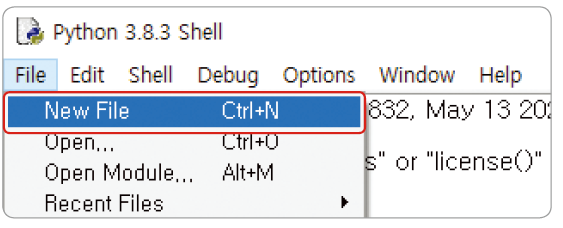 Python 3.8.3 Shell
File Edit Shell Debug Options Window Help
New File Ctrl+N
832, May 13 202
Open... Ctrl+O
s" or "license()"
Open Module... Alt+M
Recent Files